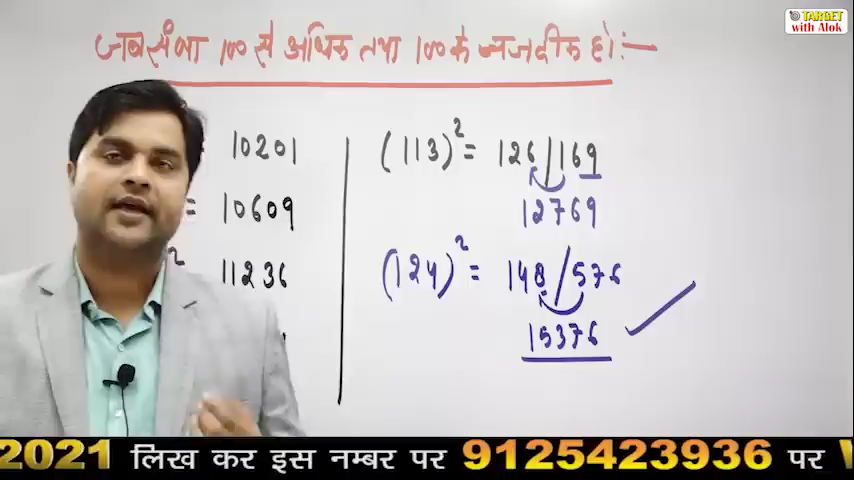 TARGET
with Alok
जब संख्या 100 से अधिक तथा 100 के नजदीक हो :—
10201
= 10609
2 11236
(113)² = 126/169
12769
(124)² = 148/576
15376
2021 लिख कर इस नम्बर पर 9125423936 पर